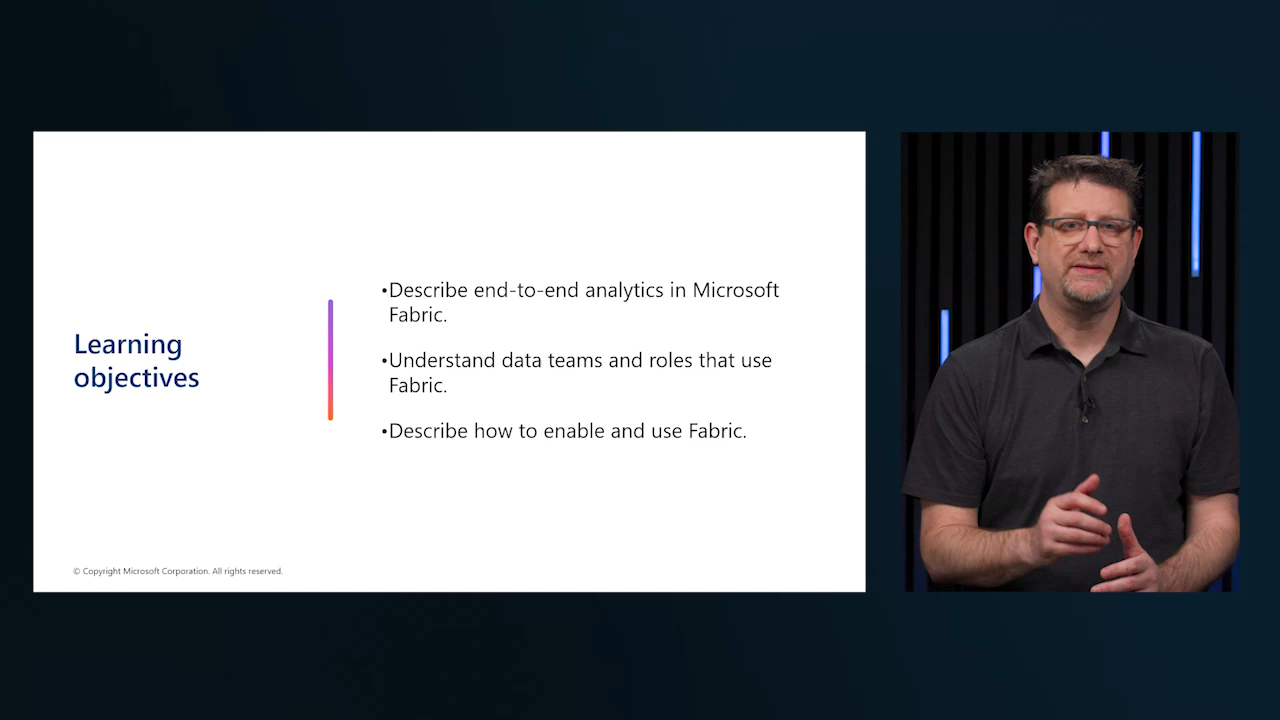 Learning
objectives
•Describe end-to-end analytics in Microsoft
Fabric.
•Understand data teams and roles that use
Fabric.
•Describe how to enable and use Fabric.
© Copyright Microsoft Corporation. All rights reserved.